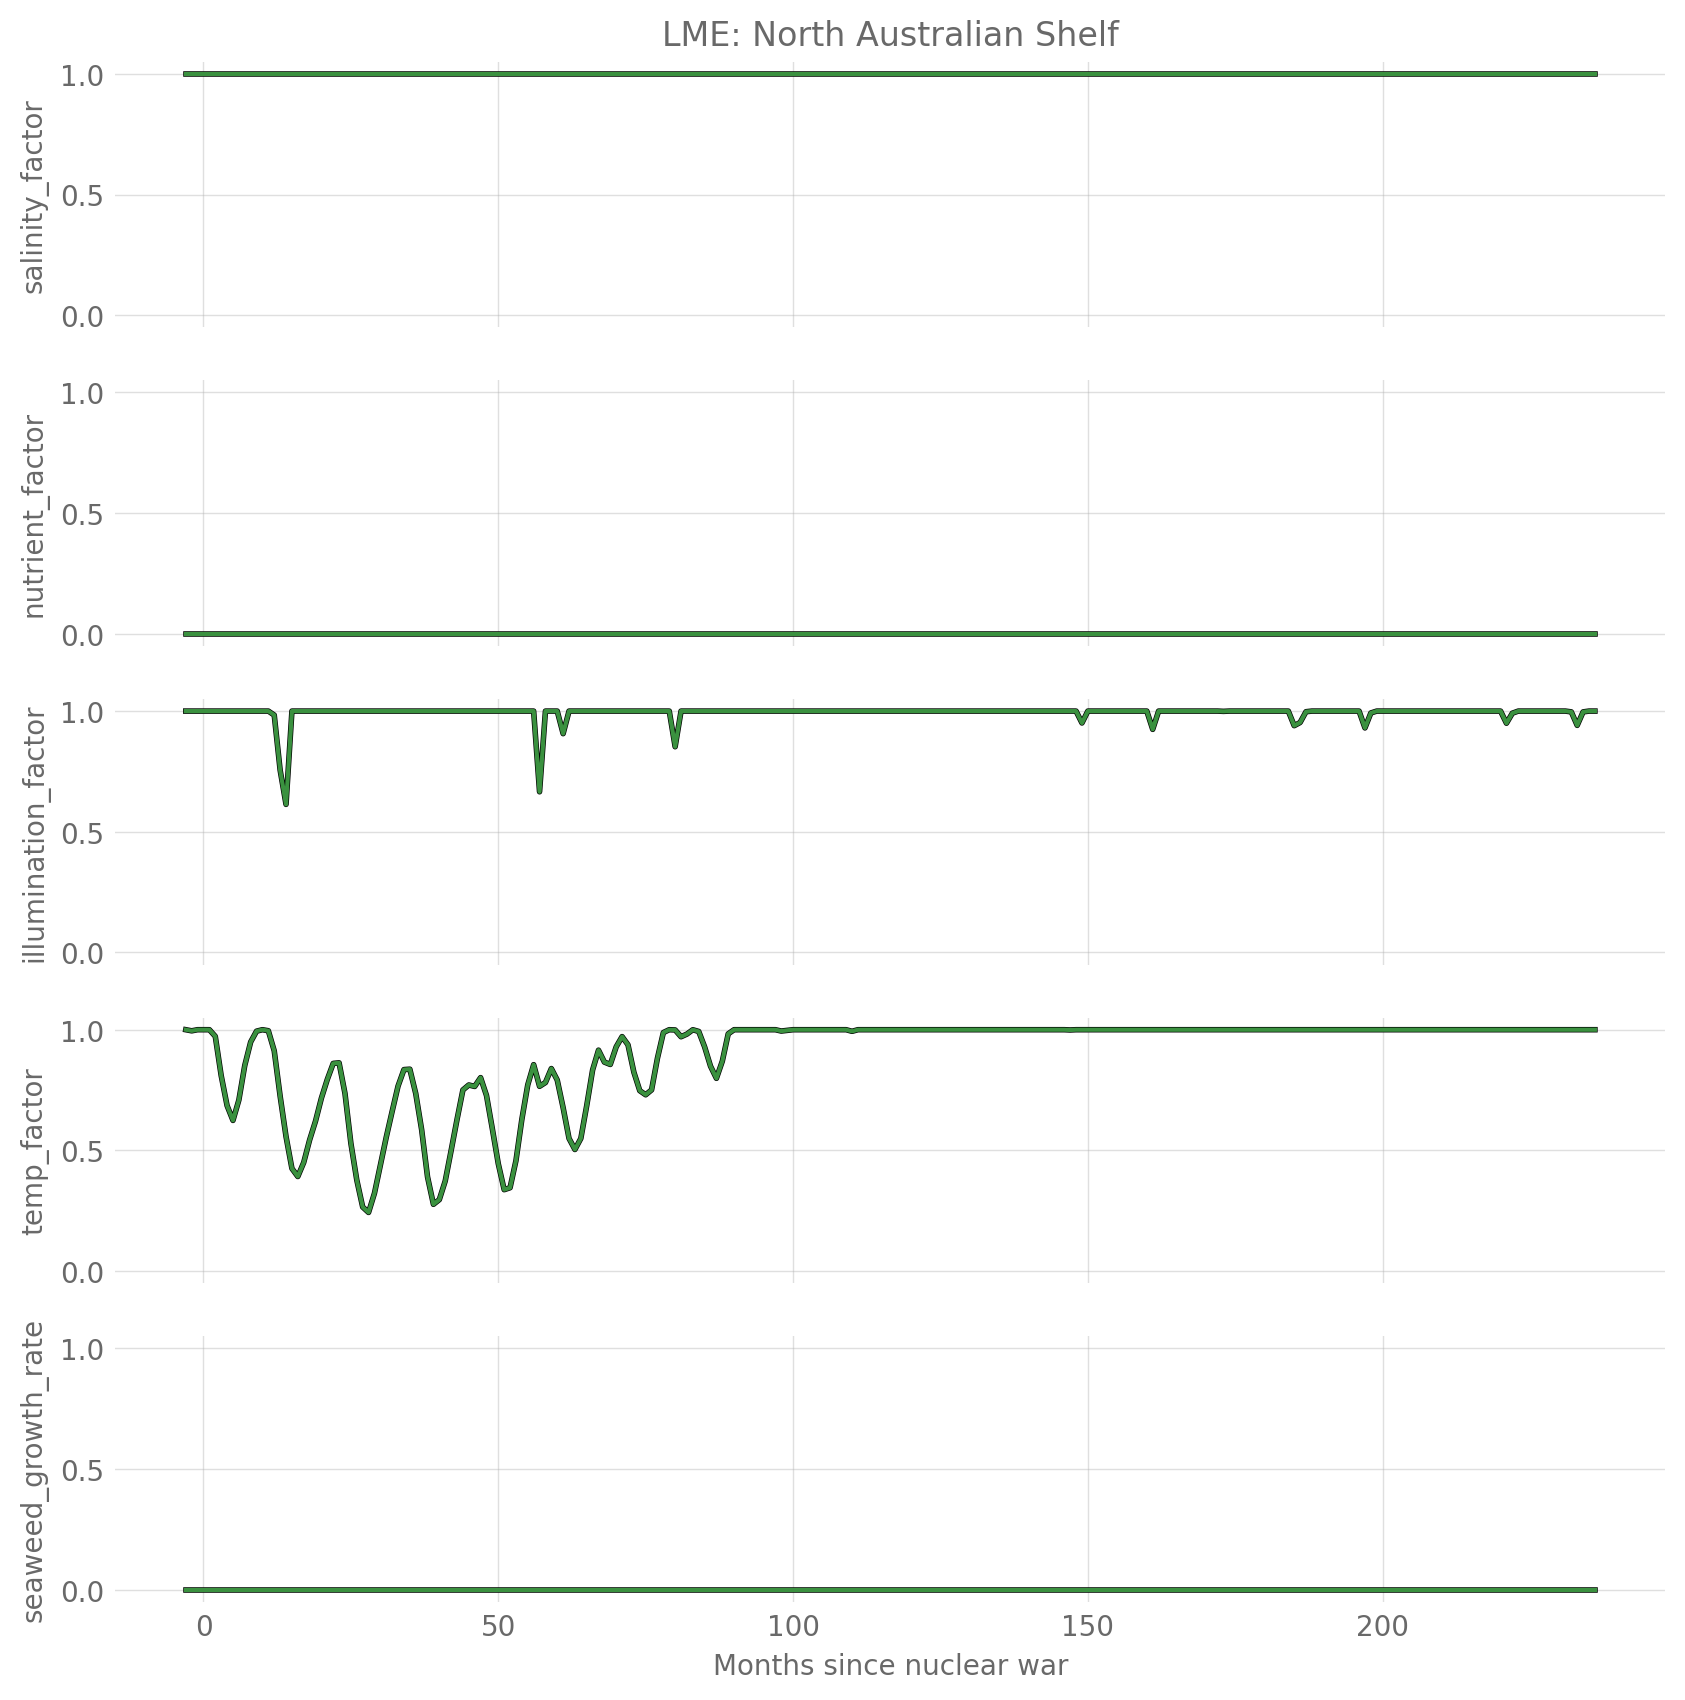 LME: North Australian Shelf
salinity_factor
1.0
0.5
0.0
nutrient_factor
1.0
0.5
0.0
illumination_factor
1.0
0.5
0.0
temp_factor
1.0
0.5
0.0
seaweed_growth_rate
1.0
0.5
0.0
0 50 100 150 200
Months since nuclear war